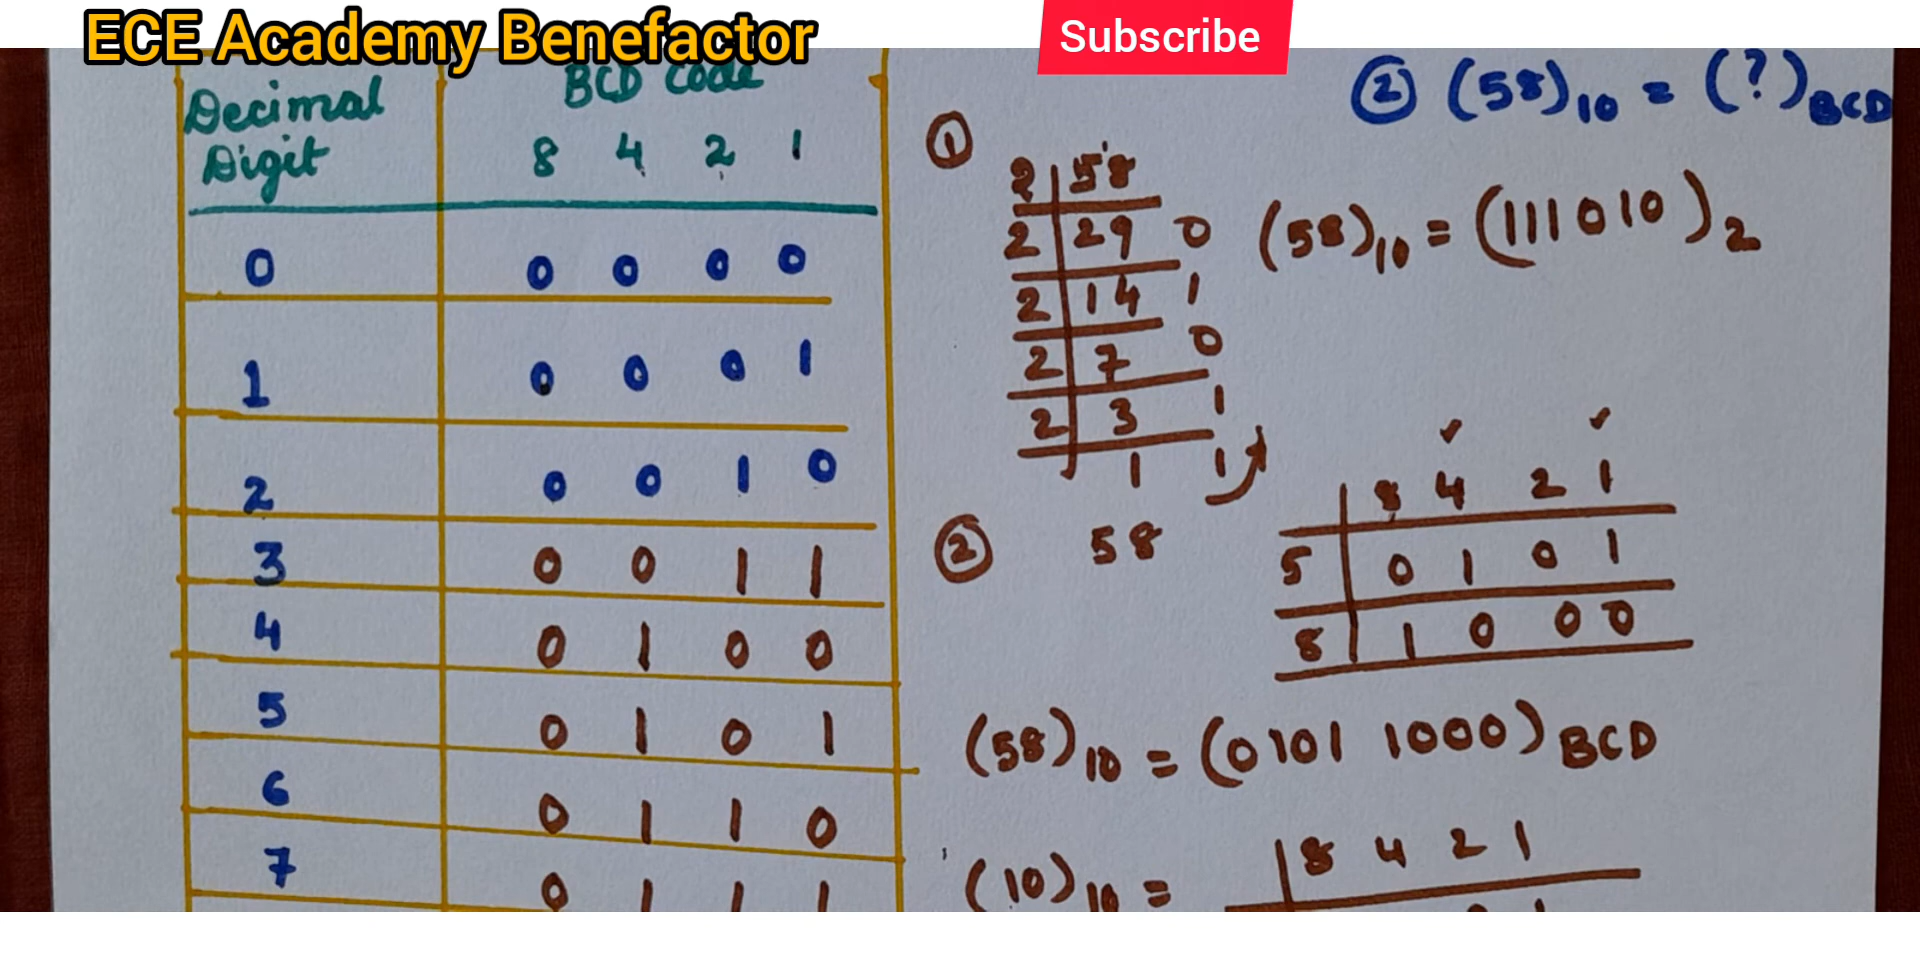 ECE Academy Benefactor
Subscribe
Decimal Digit
BCD Code
8 4 2 1
0 0 0 0 0
1 0 0 0 1
2 0 0 1 0
3 0 0 1 1
4 0 1 0 0
5 0 1 0 1
6 0 1 1 0
7 0 1 1 1
② (58)10 = (?)BCD
①
2 58
2 29 0
2 14 1
2 7 0
2 3 1
1 1
(58)10 = (111010)2
② 58
8 4 2 1
5 0 1 0 1
8 1 0 0 0
(58)10 = (0101 1000)BCD
(10)10 =
8 4 2 1